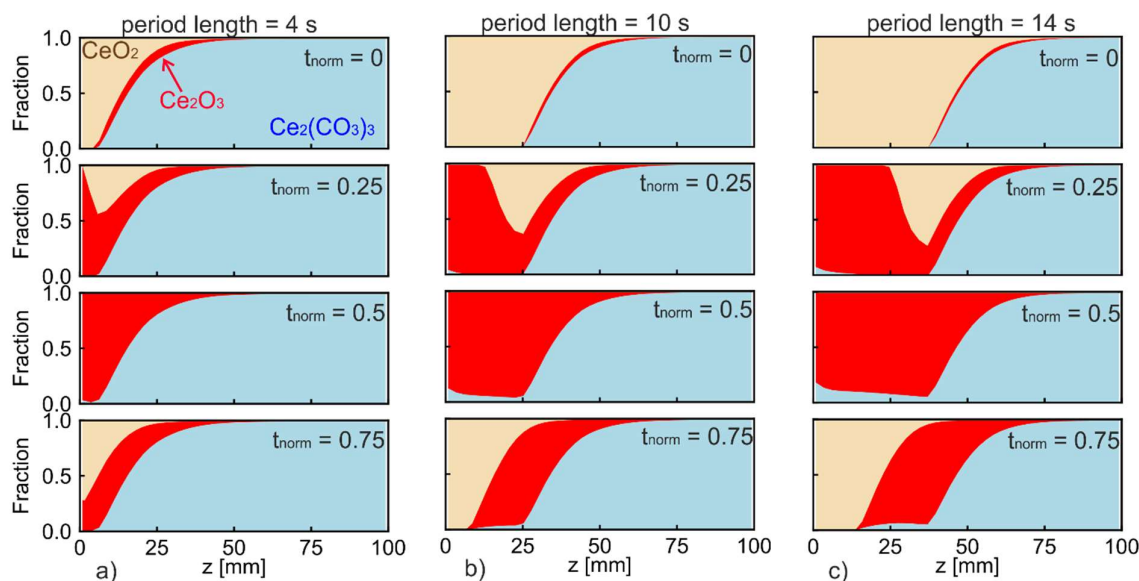 period length = 4 s
period length = 10 s
period length = 14 s
Fraction
1.0
0.5
0.0
CeO₂
Ce₂O₃
Ce₂(CO₃)₃
tnorm = 0
tnorm = 0
tnorm = 0
Fraction
1.0
0.5
0.0
tnorm = 0.25
tnorm = 0.25
tnorm = 0.25
Fraction
1.0
0.5
0.0
tnorm = 0.5
tnorm = 0.5
tnorm = 0.5
Fraction
1.0
0.5
0.0
tnorm = 0.75
tnorm = 0.75
tnorm = 0.75
0 25 50 75 100
0 25 50 75 100
0 25 50 75 100
a) z [mm]
b) z [mm]
c) z [mm]